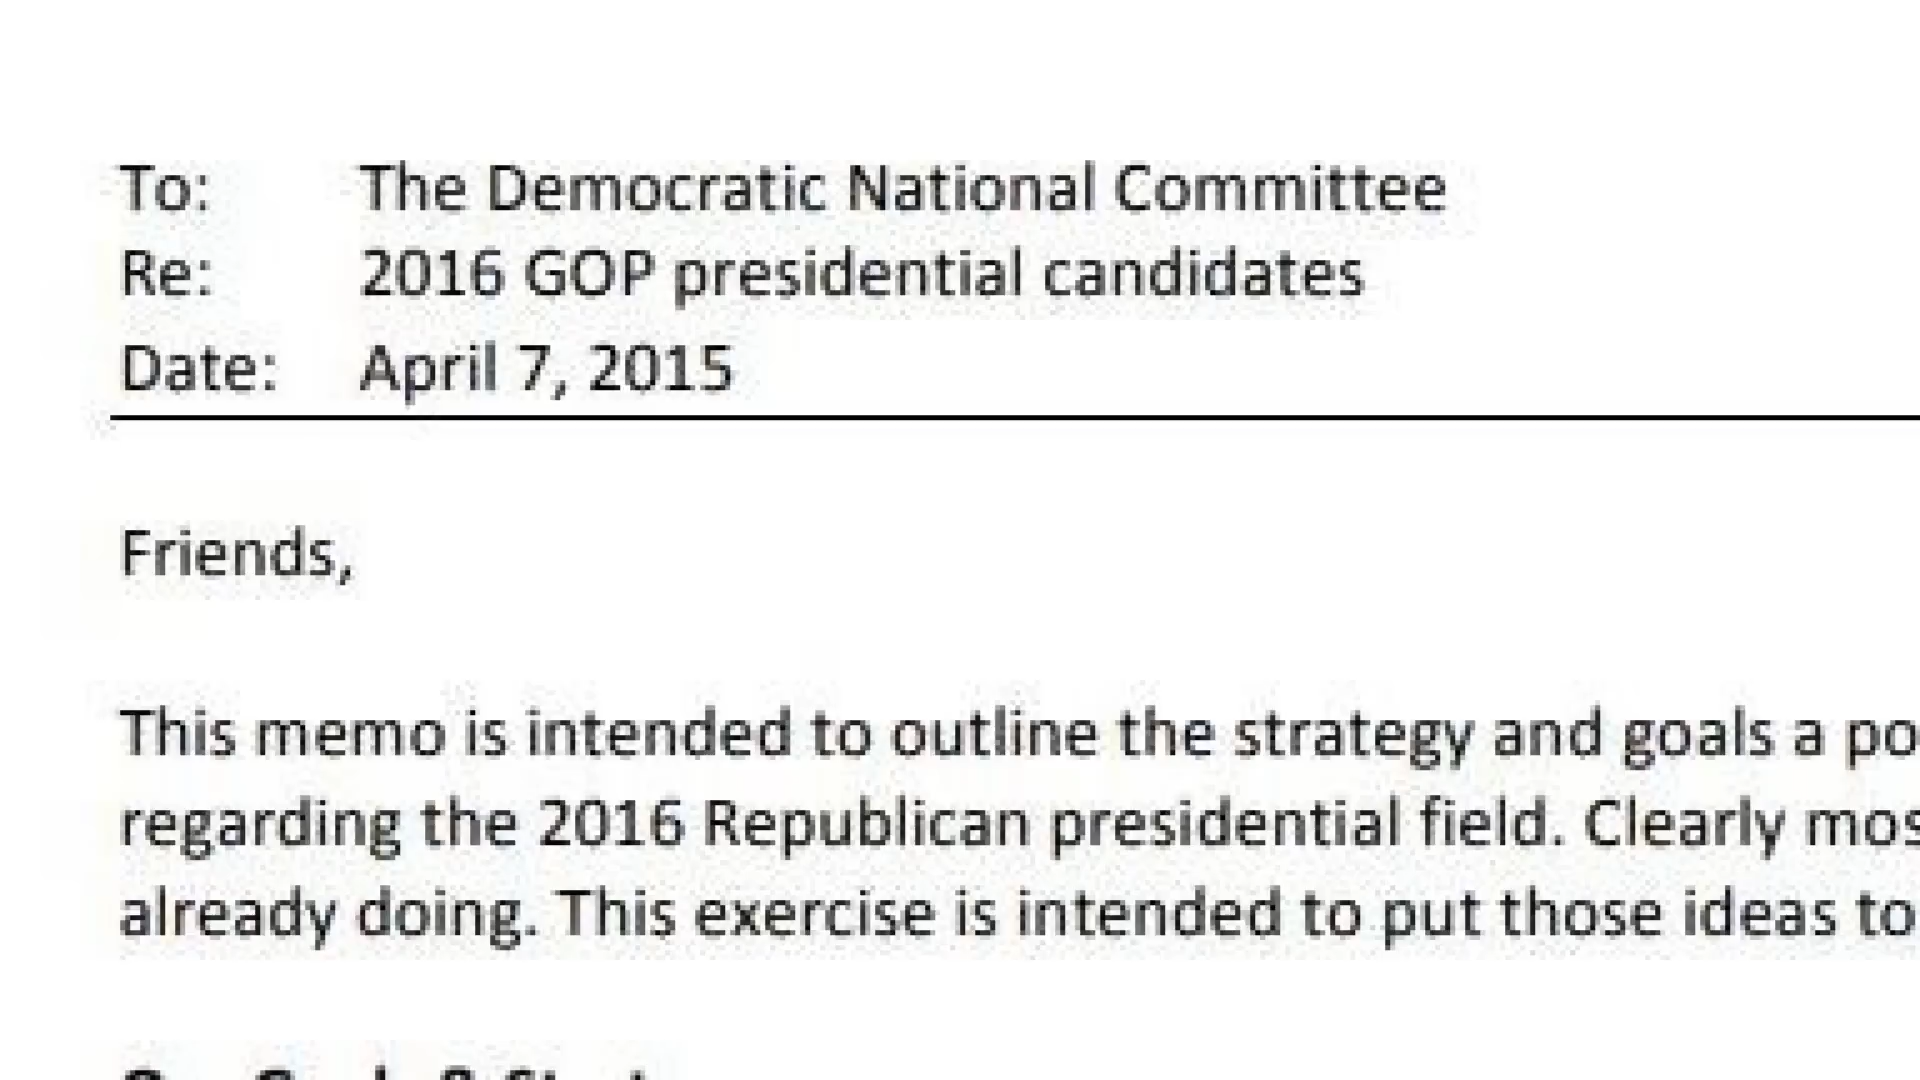 To: The Democratic National Committee
Re: 2016 GOP presidential candidates
Date: April 7, 2015
Friends,
This memo is intended to outline the strategy and goals a
regarding the 2016 Republican presidential field. Clearly
already doing. This exercise is intended to put those ideas to